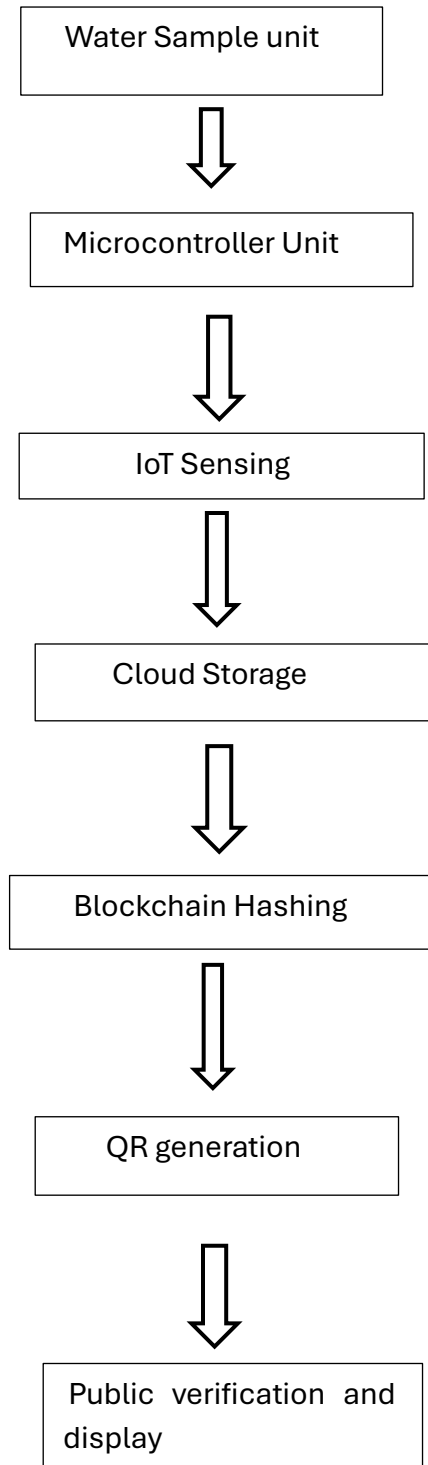 Water Sample unit
Microcontroller Unit
IoT Sensing
Cloud Storage
Blockchain Hashing
QR generation
Public verification and
display